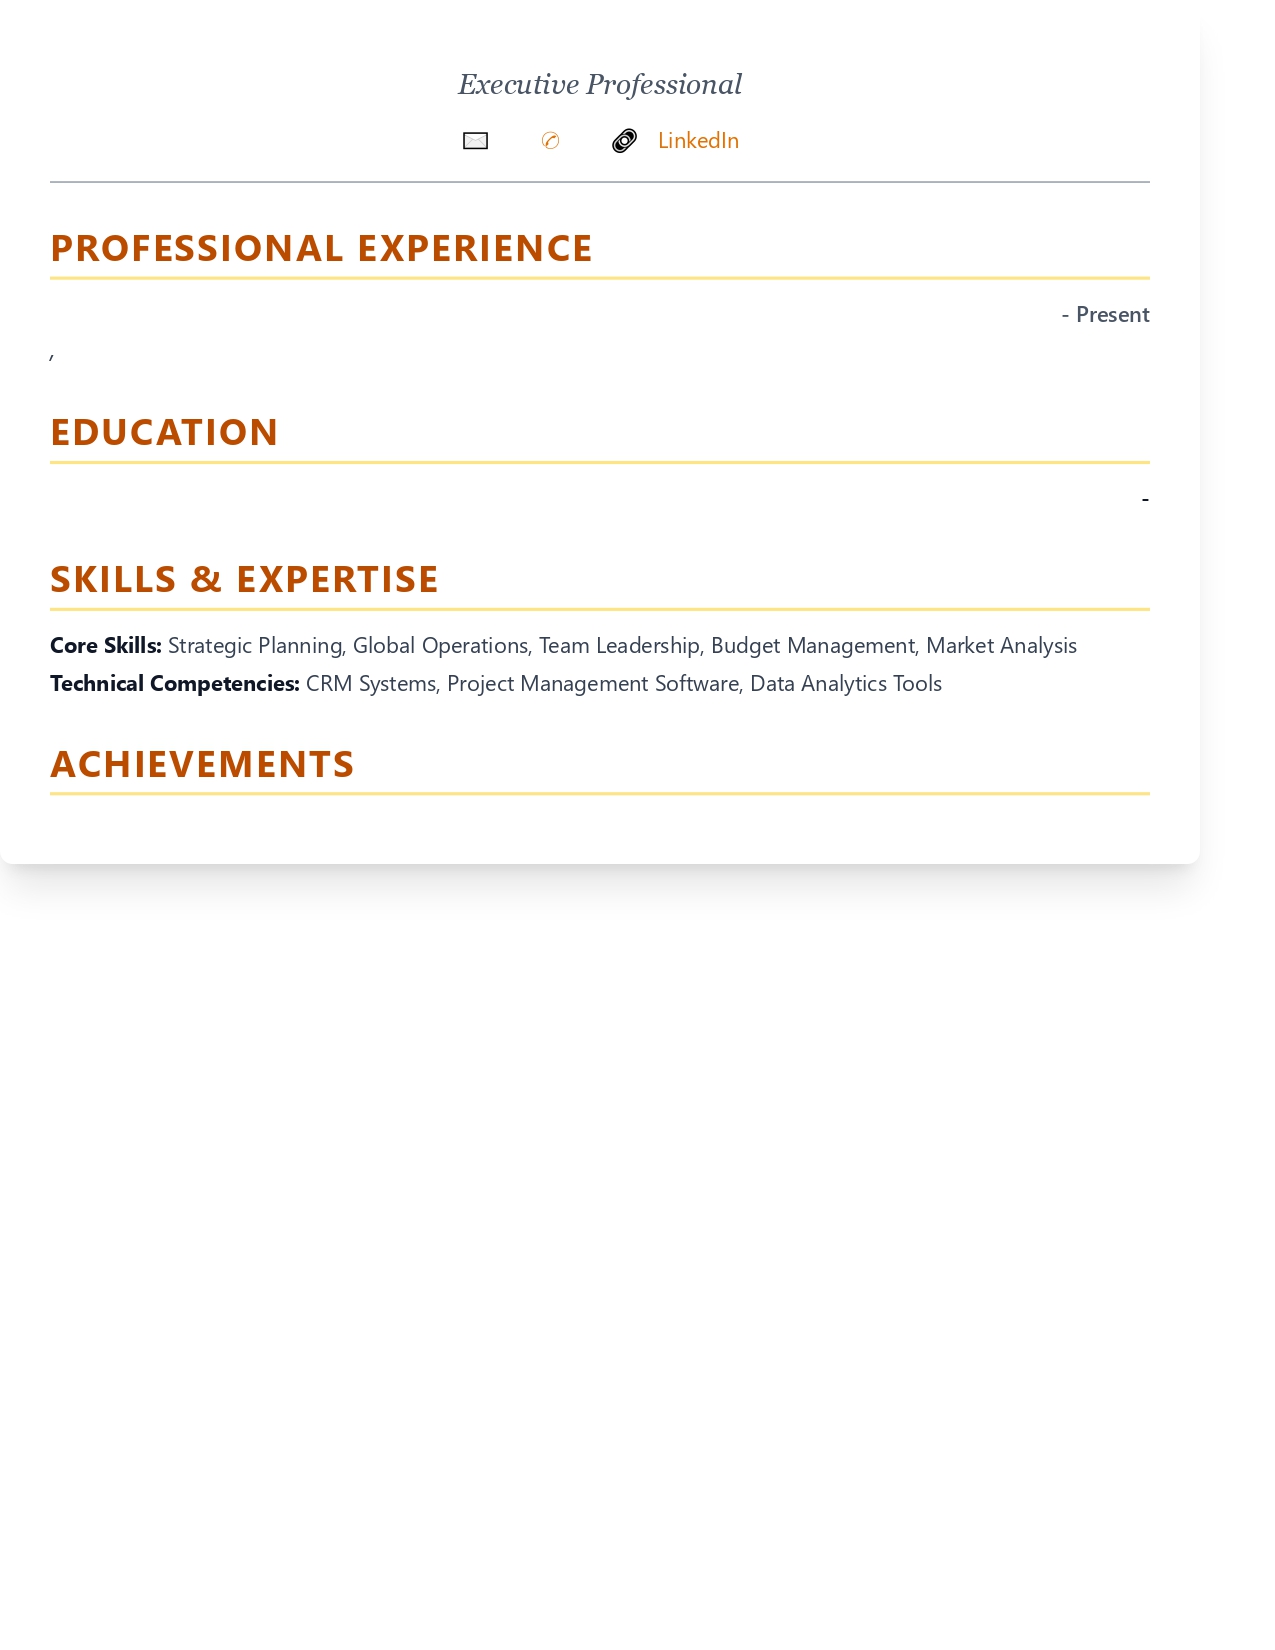 Executive Professional
✉ ✆ 🔗 LinkedIn
PROFESSIONAL EXPERIENCE
- Present
,
EDUCATION
-
SKILLS & EXPERTISE
Core Skills: Strategic Planning, Global Operations, Team Leadership, Budget Management, Market Analysis
Technical Competencies: CRM Systems, Project Management Software, Data Analytics Tools
ACHIEVEMENTS